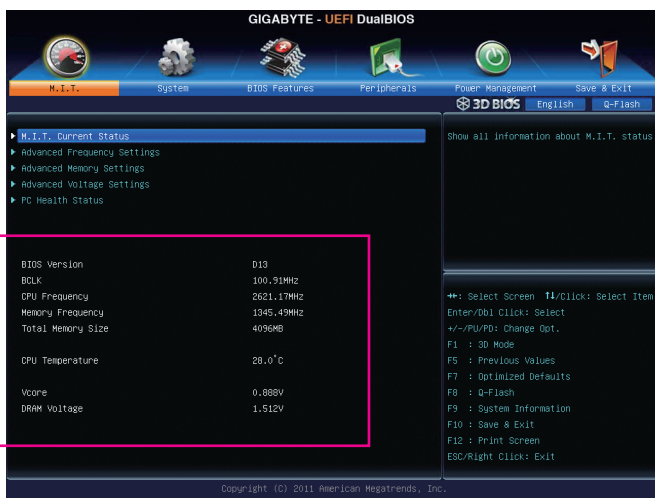 GIGABYTE - UEFI DualBIOS
M.I.T. System BIOS Features Peripherals Power Management Save & Exit
3D BIOS English Q-Flash
M.I.T. Current Status
Advanced Frequency Settings
Advanced Memory Settings
Advanced Voltage Settings
PC Health Status
Show all information about M.I.T. status
BIOS Version D13
BCLK 100.91MHz
CPU Frequency 2621.17MHz
Memory Frequency 1345.49MHz
Total Memory Size 4096MB
CPU Temperature 28.0°C
Vcore 0.888V
DRAM Voltage 1.512V
→←: Select Screen ↑↓/Click: Select Item
Enter/Dbl Click: Select
+/-/PU/PD: Change Opt.
F1 : 3D Mode
F5 : Previous Values
F7 : Optimized Defaults
F8 : Q-Flash
F9 : System Information
F10 : Save & Exit
F12 : Print Screen
ESC/Right Click: Exit
Copyright (C) 2011 American Megatrends, Inc.